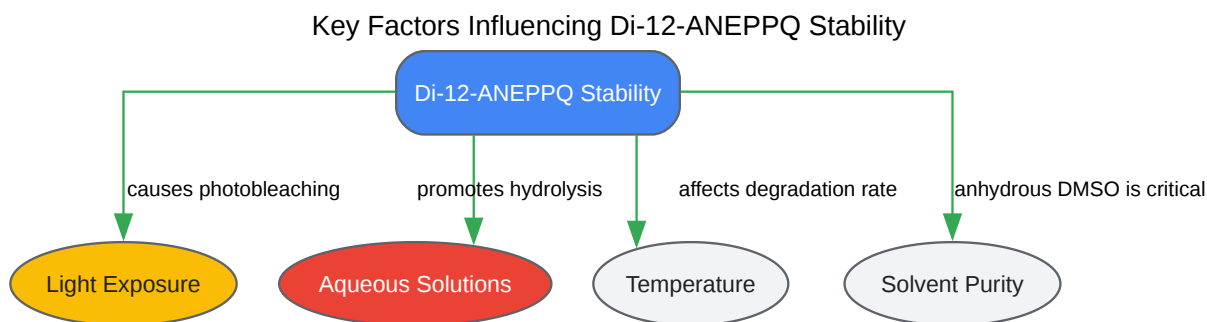 Key Factors Influencing Di-12-ANEPPQ Stability
Di-12-ANEPPQ Stability
causes photobleaching
promotes hydrolysis
affects degradation rate
anhydrous DMSO is critical
Light Exposure
Aqueous Solutions
Temperature
Solvent Purity